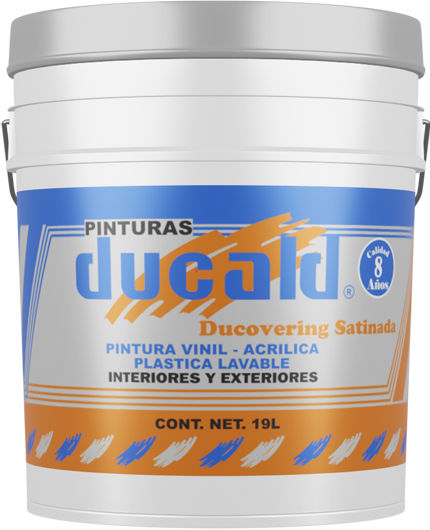 PINTURAS
ducald®
Calidad
8
Años
Ducovering Satinada
PINTURA VINIL - ACRILICA
PLASTICA LAVABLE
INTERIORES Y EXTERIORES
CONT. NET. 19L